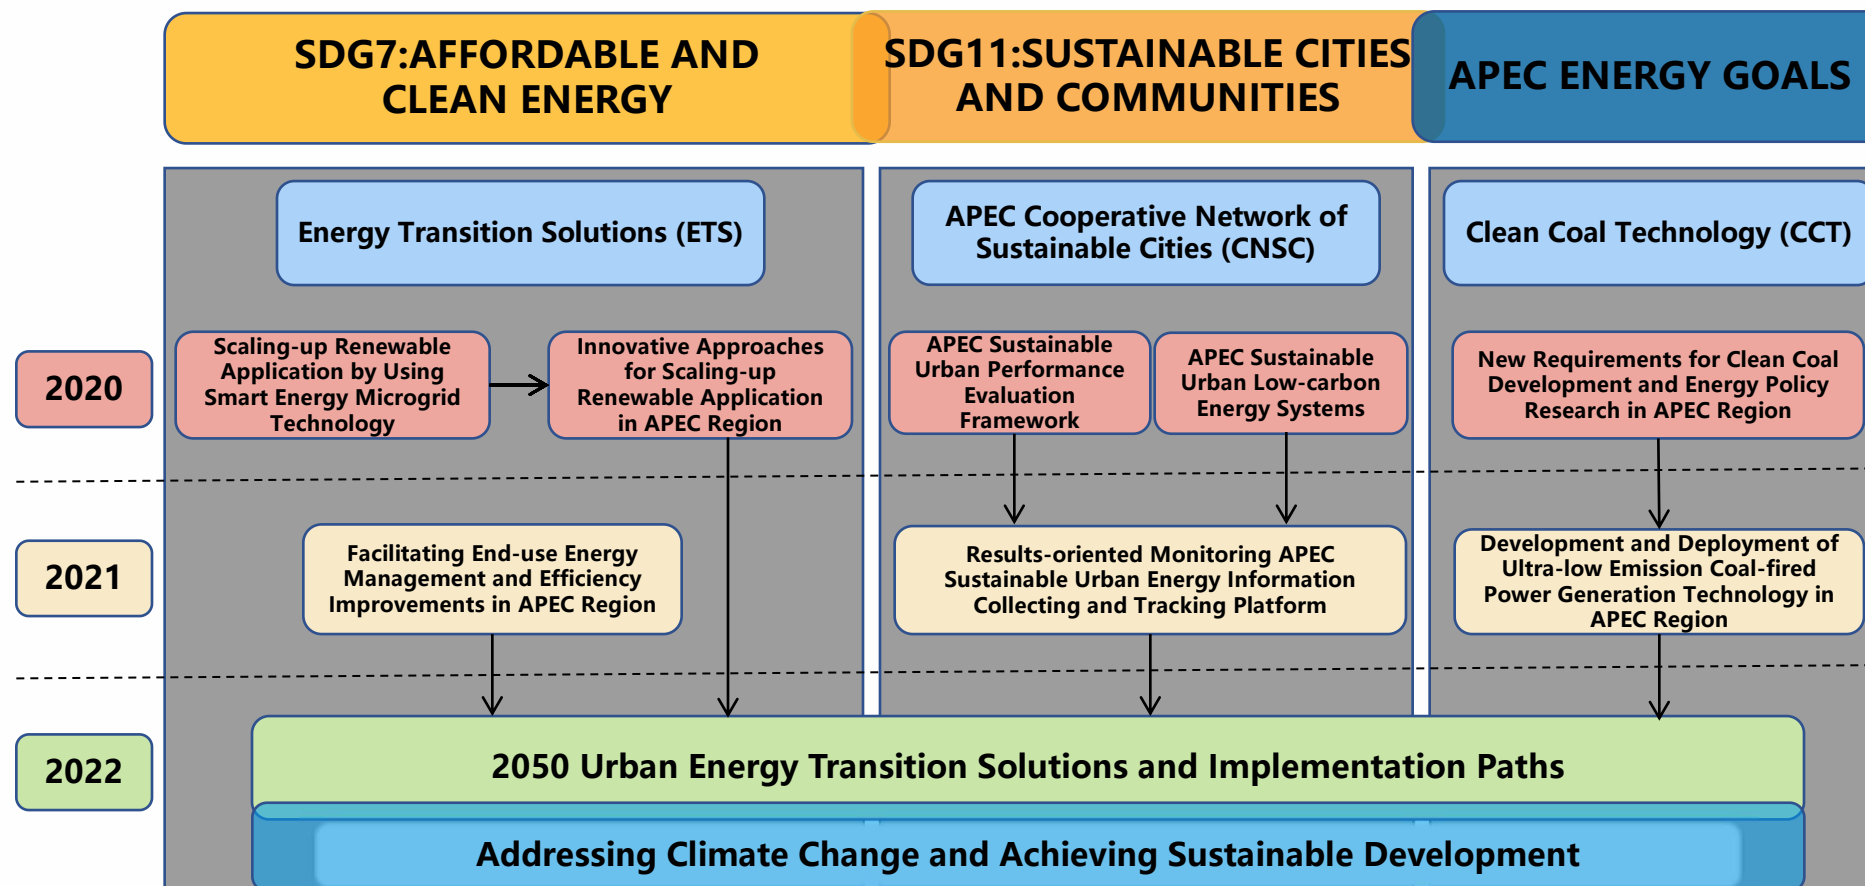 SDG7:AFFORDABLE AND
CLEAN ENERGY
SDG11:SUSTAINABLE CITIES
AND COMMUNITIES
APEC ENERGY GOALS
Energy Transition Solutions (ETS)
APEC Cooperative Network of
Sustainable Cities (CNSC)
Clean Coal Technology (CCT)
2020
Scaling-up Renewable
Application by Using
Smart Energy Microgrid
Technology
Innovative Approaches
for Scaling-up
Renewable Application
in APEC Region
APEC Sustainable
Urban Performance
Evaluation
Framework
APEC Sustainable
Urban Low-carbon
Energy Systems
New Requirements for Clean Coal
Development and Energy Policy
Research in APEC Region
2021
Facilitating End-use Energy
Management and Efficiency
Improvements in APEC Region
Results-oriented Monitoring APEC
Sustainable Urban Energy Information
Collecting and Tracking Platform
Development and Deployment of
Ultra-low Emission Coal-fired
Power Generation Technology in
APEC Region
2022
2050 Urban Energy Transition Solutions and Implementation Paths
Addressing Climate Change and Achieving Sustainable Development